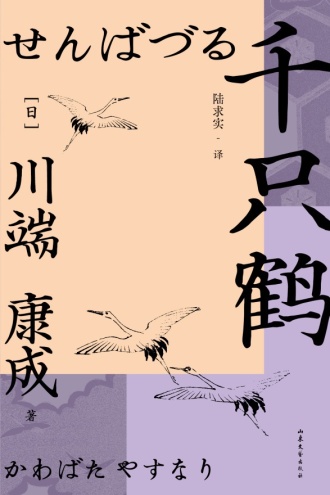 せんばづる
千只鹤
陆求实 - 译
[日]
川端 康成
著
山东文艺出版社
かわばた やすなり